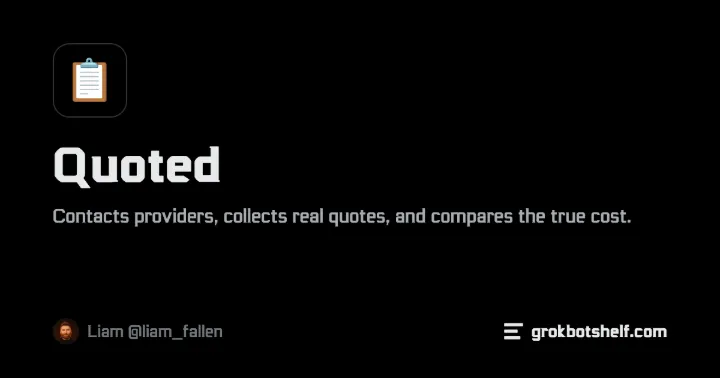 Quoted
Contacts providers, collects real quotes, and compares the true cost.
Liam @liam_fallen
grokbotshelf.com